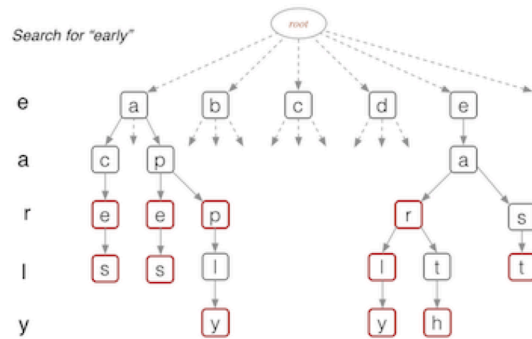 Search for "early"
root
e a b c d e
a c p a
r e e p r s
l s s l l t t
y y y h